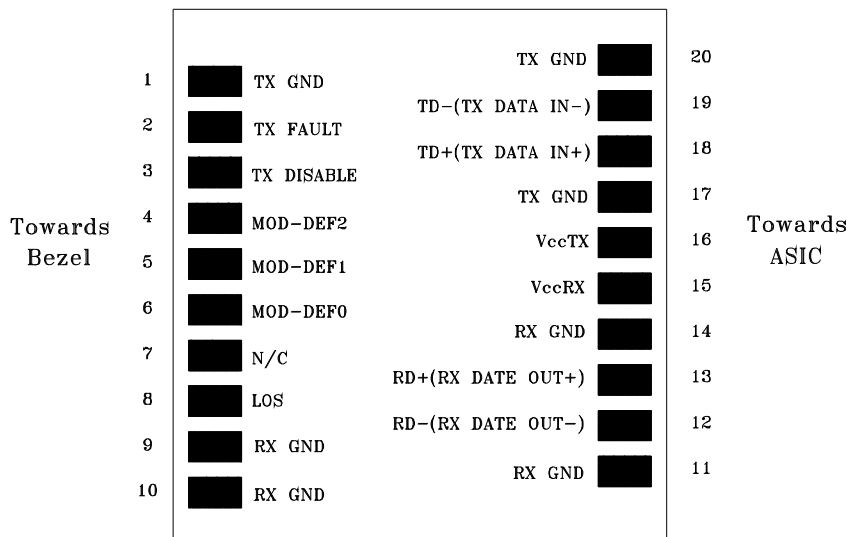 1 TX GND
2 TX FAULT
3 TX DISABLE
4 MOD-DEF2
5 MOD-DEF1
6 MOD-DEF0
7 N/C
8 LOS
9 RX GND
10 RX GND
Towards
Bezel
TX GND 20
TD-(TX DATA IN-) 19
TD+(TX DATA IN+) 18
TX GND 17
VccTX 16
VccRX 15
RX GND 14
RD+(RX DATE OUT+) 13
RD-(RX DATE OUT-) 12
RX GND 11
Towards
ASIC